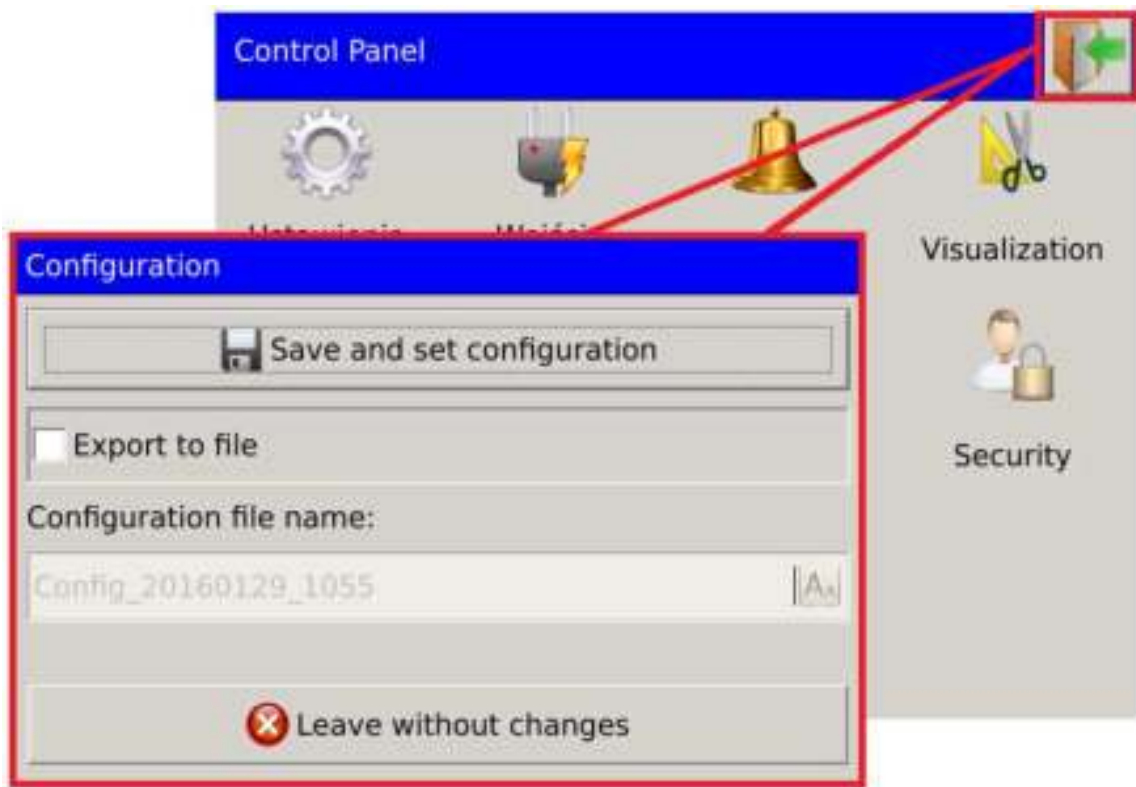 Control Panel
Visualization
Configuration
Save and set configuration
Export to file
Security
Configuration file name:
Config_20160129_1055
Leave without changes